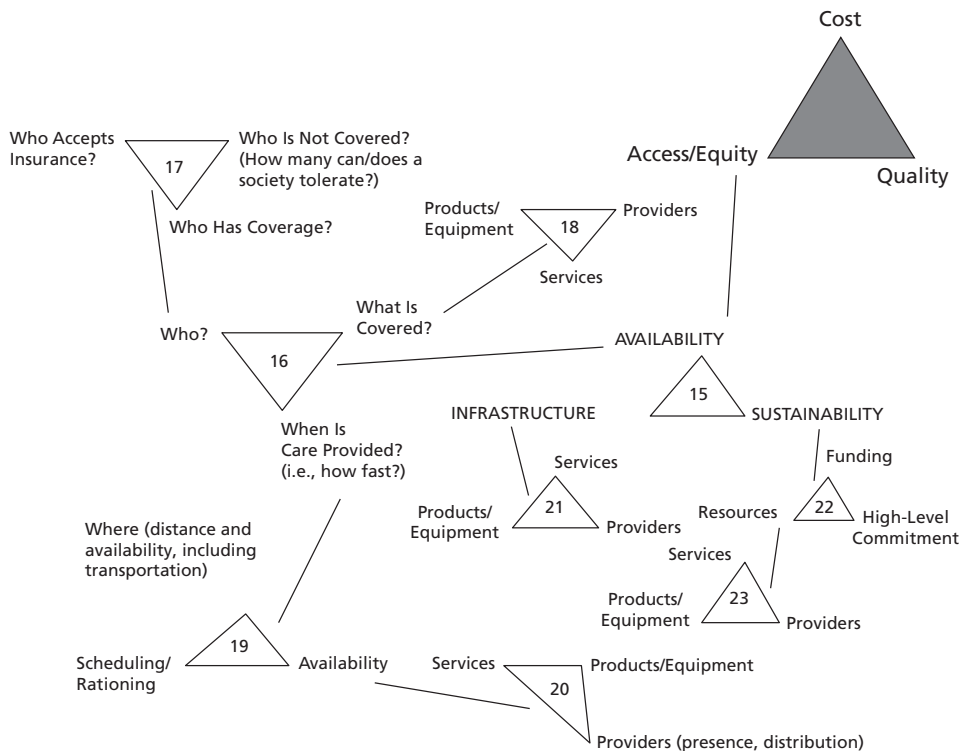 Cost
Access/Equity
Quality
Who Accepts
Insurance?
17
Who Is Not Covered?
(How many can/does a
society tolerate?)
Who Has Coverage?
Products/
Equipment
18
Providers
Services
Who?
16
What Is
Covered?
When Is
Care Provided?
(i.e., how fast?)
AVAILABILITY
15
INFRASTRUCTURE
SUSTAINABILITY
Services
21
Products/
Equipment
Providers
Funding
Resources
22
High-Level
Commitment
Services
23
Products/
Equipment
Providers
Where (distance and
availability, including
transportation)
19
Scheduling/
Rationing
Availability
Services
20
Products/Equipment
Providers (presence, distribution)